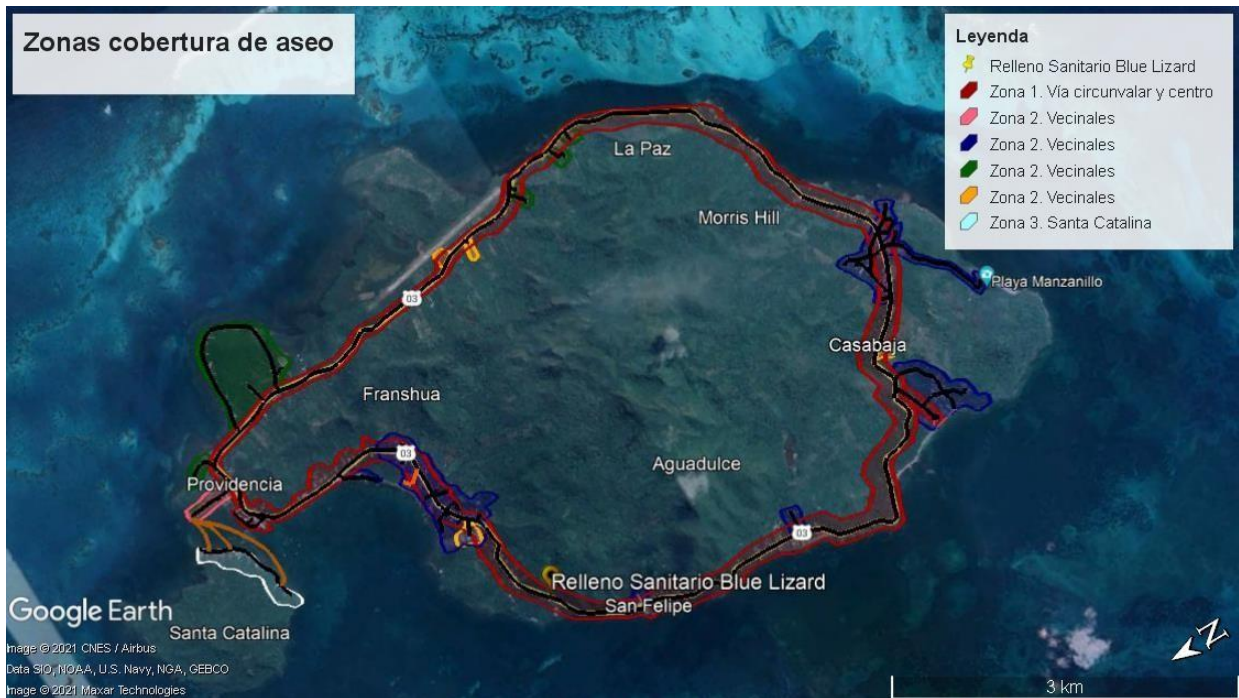 Zonas cobertura de aseo
Leyenda
Relleno Sanitario Blue Lizard
Zona 1. Vía circunvalar y centro
Zona 2. Vecinales
Zona 2. Vecinales
Zona 2. Vecinales
Zona 2. Vecinales
Zona 3. Santa Catalina
La Paz
Morris Hill
Playa Manzanillo
03
Casabaja
Franshua
03
Aguadulce
Providencia
03
Relleno Sanitario Blue Lizard
San Felipe
Google Earth
Santa Catalina
Image © 2021 CNES / Airbus
Data SIO, NOAA, U.S. Navy, NGA, GEBCO
Image © 2021 Maxar Technologies
N
3 km